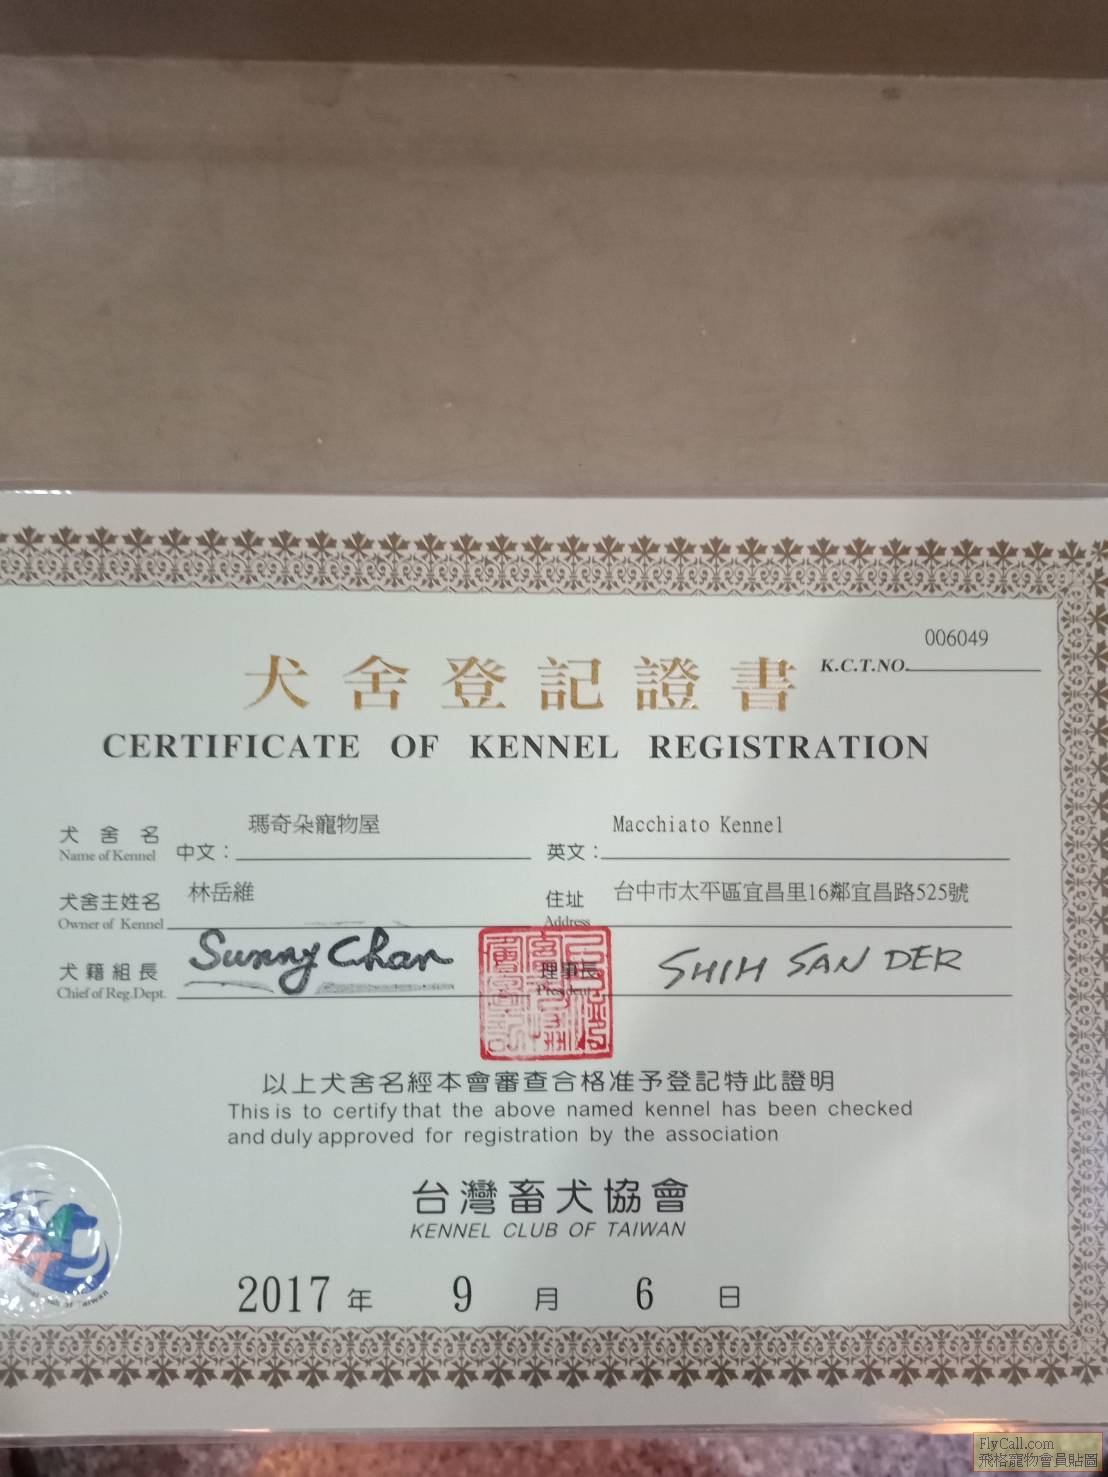 006049
K.C.T.NO.
犬舍登記證書
CERTIFICATE OF KENNEL REGISTRATION
瑪奇朵寵物屋 Macchiato Kennel
犬舍名 中文： 英文：
Name of Kennel
林岳維 台中市太平區宜昌里16鄰宜昌路525號
犬舍主姓名 住址
Owner of Kennel Address
Sunny Chan SHIH SAN DER
犬籍組長 理事長
Chief of Reg.Dept. President
以上犬舍名經本會審查合格准予登記特此證明
This is to certify that the above named kennel has been checked
and duly approved for registration by the association
台灣畜犬協會
KENNEL CLUB OF TAIWAN
2017 年 9 月 6 日
FlyCall.com
飛格寵物會員貼圖